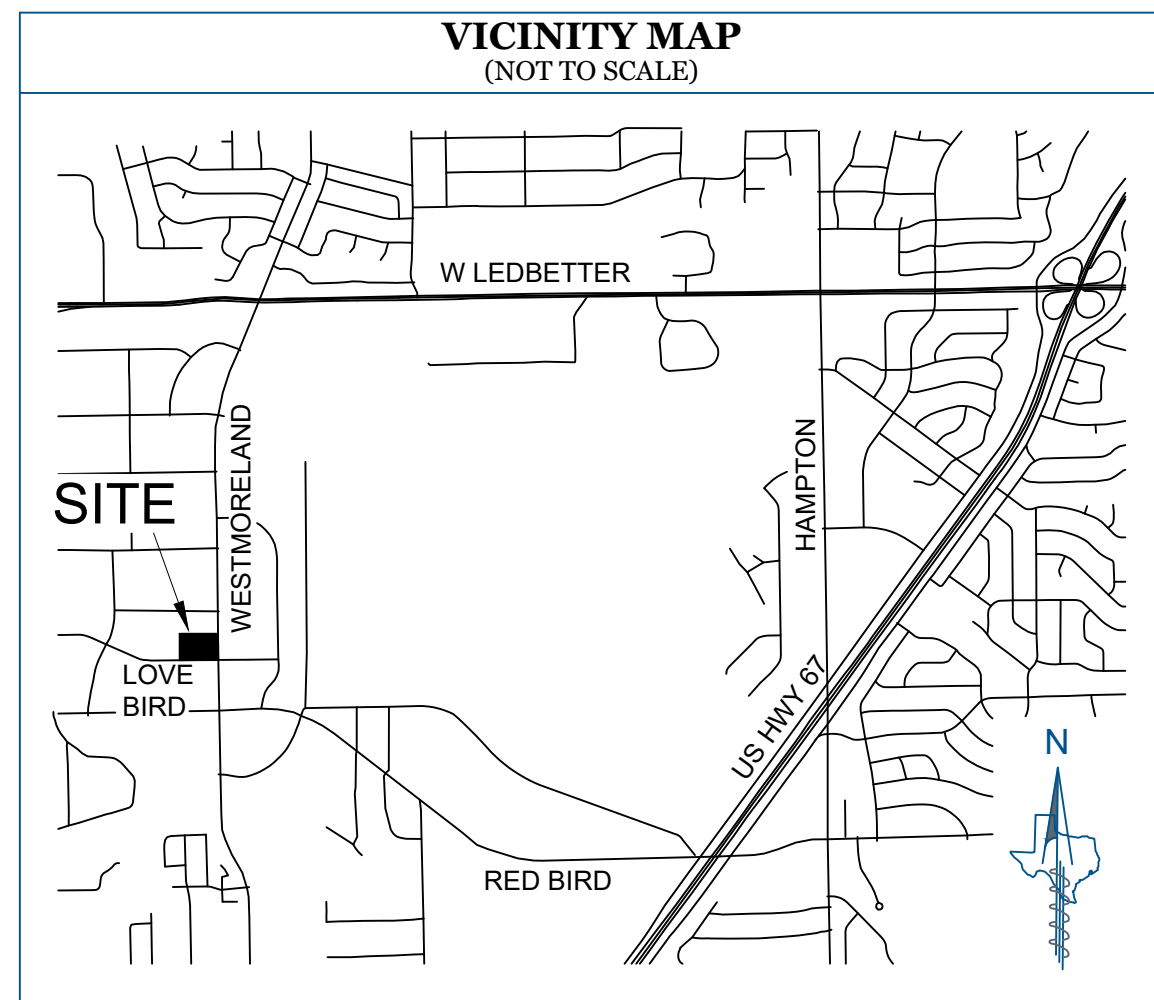 VICINITY MAP
(NOT TO SCALE)
W LEDBETTER
WESTMORELAND
HAMPTON
SITE
LOVE
BIRD
US HWY 67
N
RED BIRD